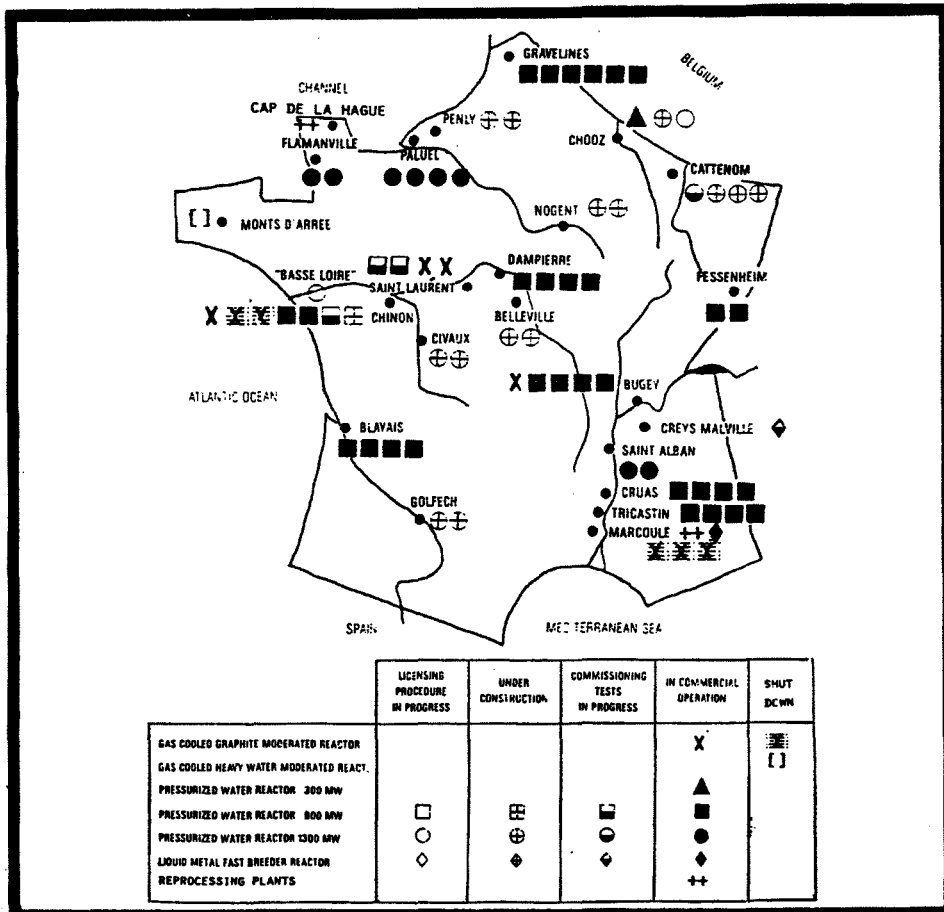 GRAVELINES
BELGIUM
CHANNEL
CAP DE LA HAGUE
PENLY
CHOOZ
FLAMANVILLE
PALUEL
CATTENOM
MONTS D'ARREE
NOGENT
DAMPIERRE
FESSENHEIM
"BASSE LOIRE"
SAINT LAURENT
CHINON
BELLEVILLE
CIVAUX
ATLANTIC OCEAN
BUGEY
BLAYAIS
CREYS MALVILLE
SAINT ALBAN
CRUAS
GOLFECH
TRICASTIN
MARCOULE
SPAIN
MEDITERRANEAN SEA
LICENSING PROCEDURE IN PROGRESS
UNDER CONSTRUCTION
COMMISSIONING TESTS IN PROGRESS
IN COMMERCIAL OPERATION
SHUT DOWN
GAS COOLED GRAPHITE MODERATED REACTOR
GAS COOLED HEAVY WATER MODERATED REACT.
PRESSURIZED WATER REACTOR 300 MW
PRESSURIZED WATER REACTOR 900 MW
PRESSURIZED WATER REACTOR 1300 MW
LIQUID METAL FAST BREEDER REACTOR
REPROCESSING PLANTS